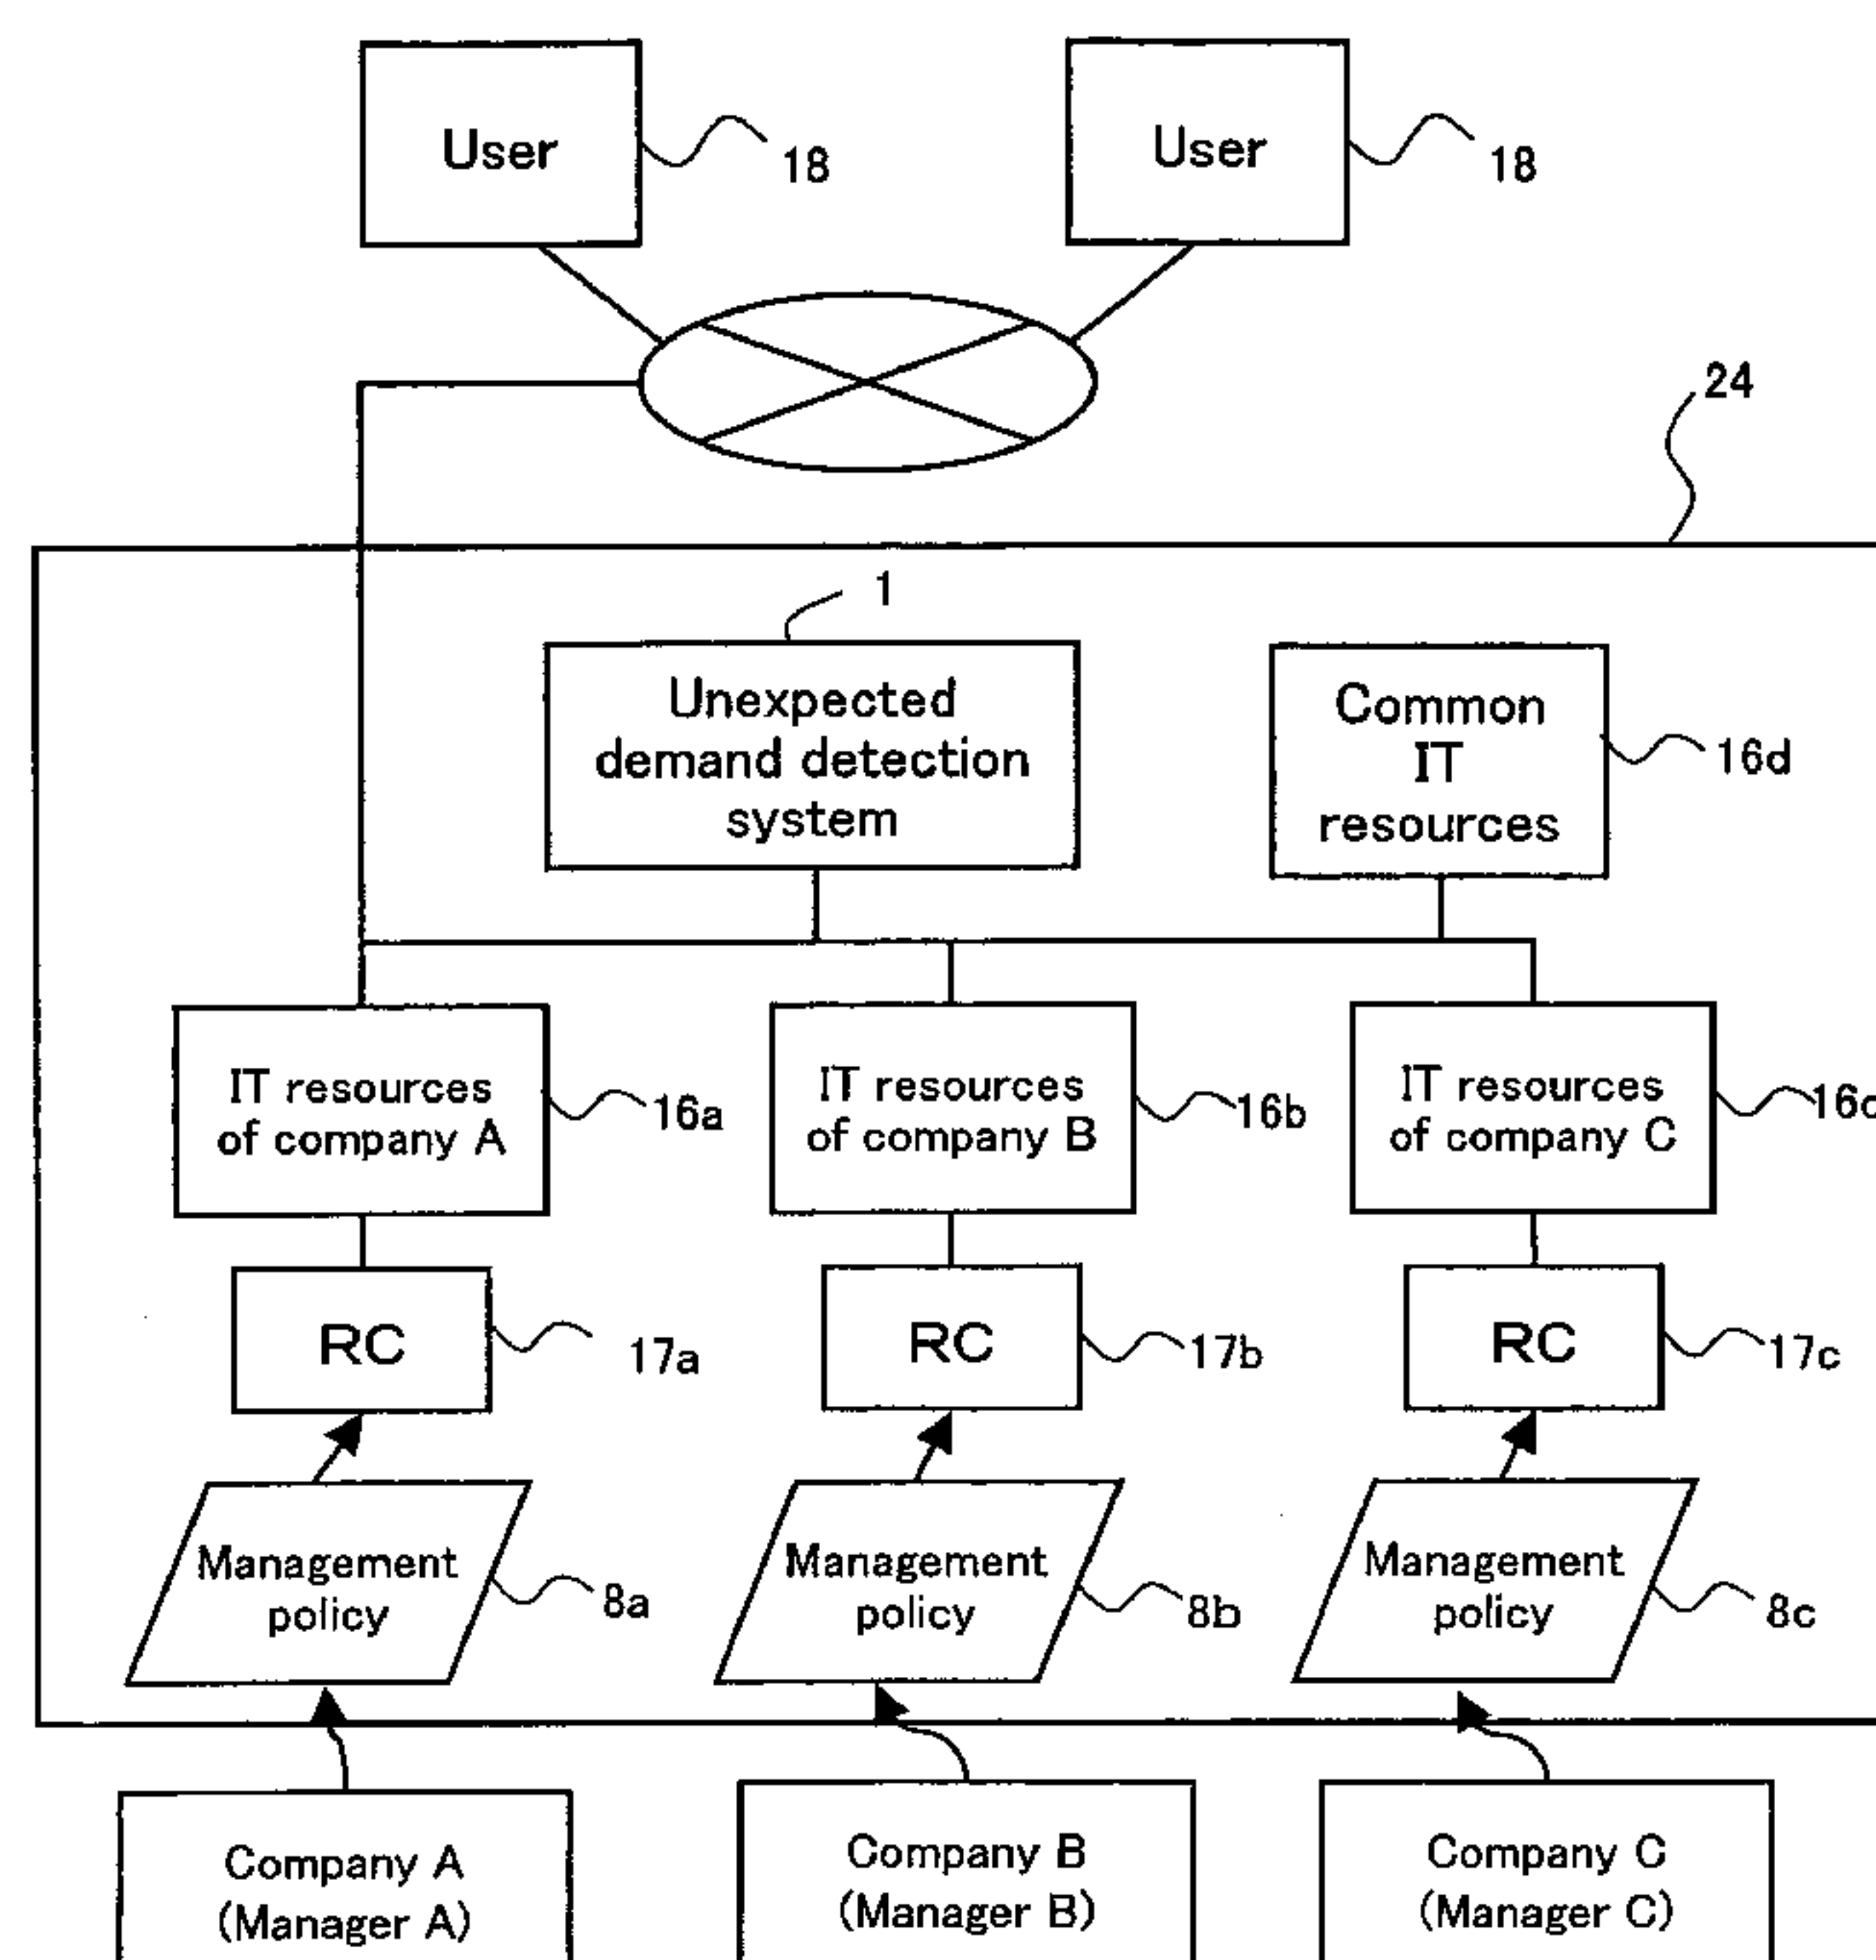 User
18
User
18
24
1
Unexpected
demand detection
system
Common
IT
resources
16d
IT resources
of company A
16a
IT resources
of company B
16b
IT resources
of company C
16c
RC
17a
RC
17b
RC
17c
Management
policy
8a
Management
policy
8b
Management
policy
8c
Company A
(Manager A)
Company B
(Manager B)
Company C
(Manager C)